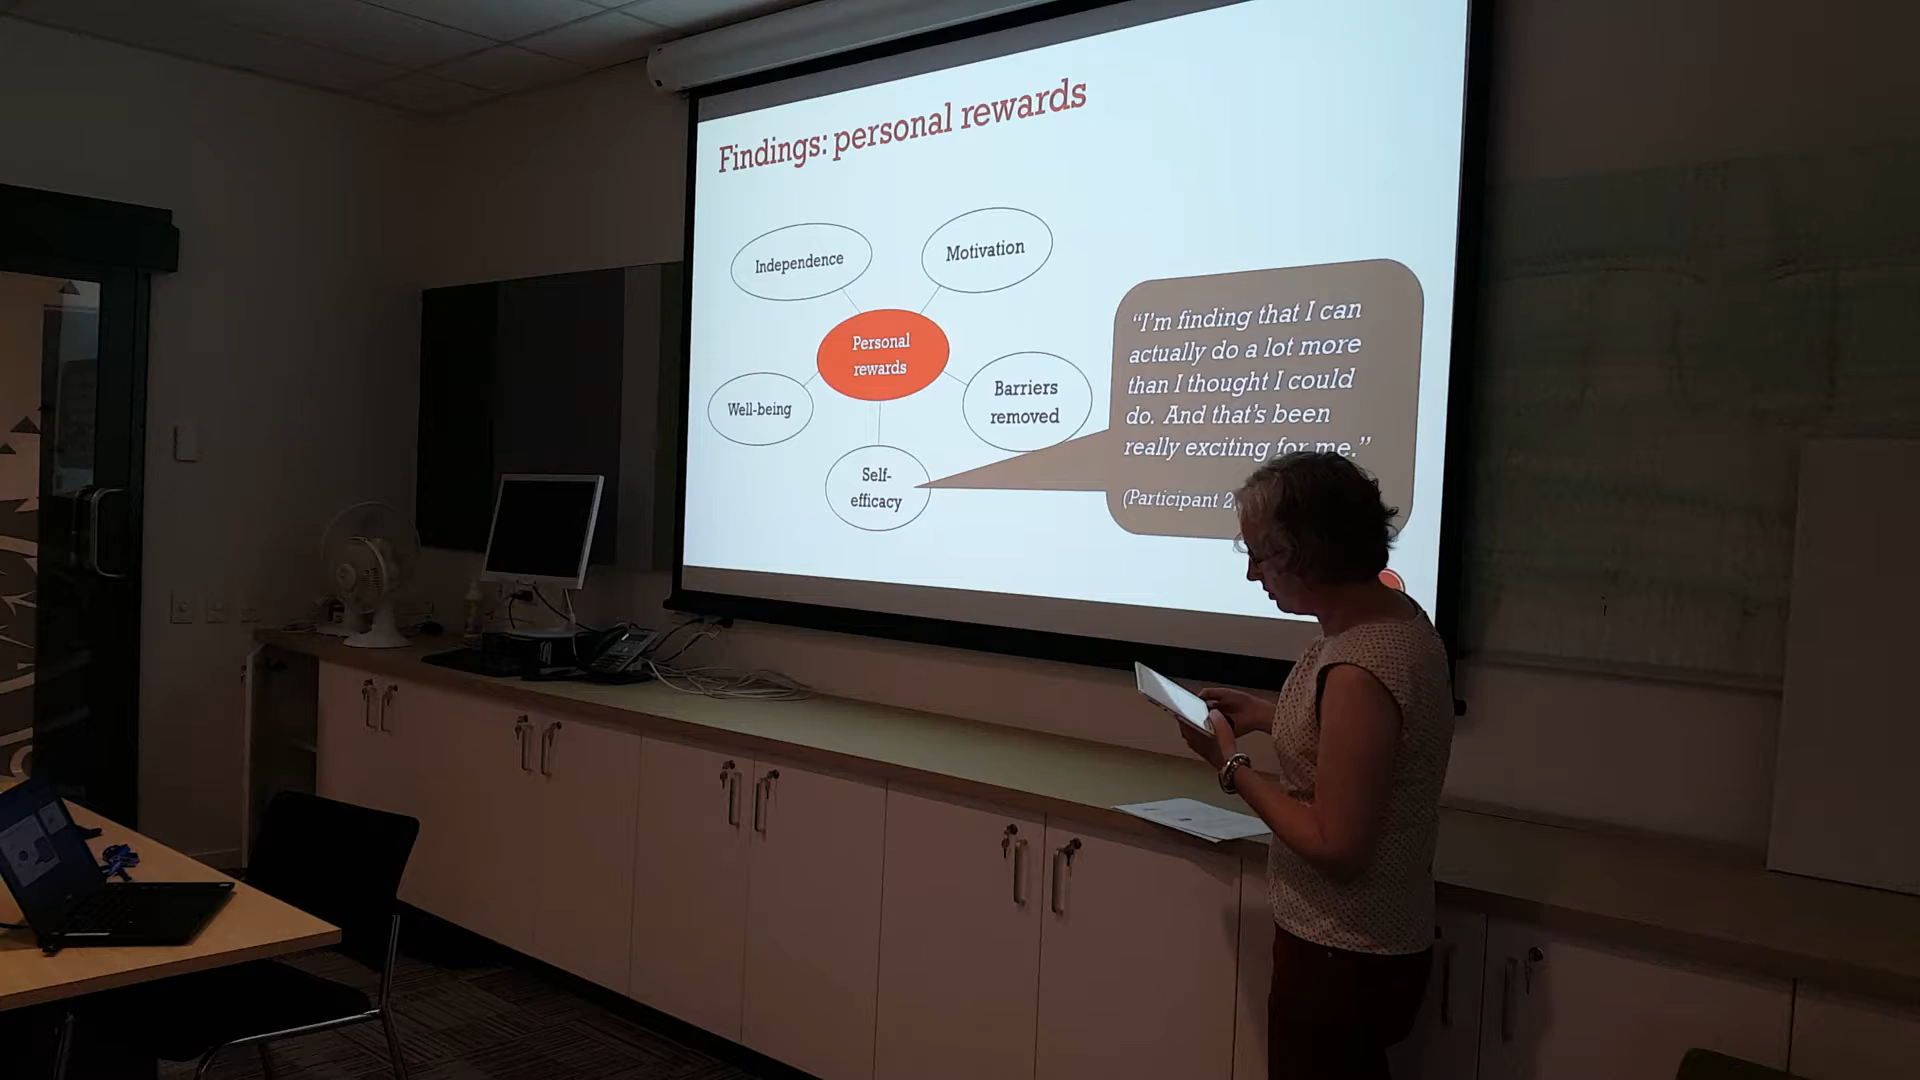 Findings: personal rewards
Independence
Motivation
Personal
rewards
Well-being
Barriers
removed
Self-
efficacy
“I’m finding that I can
actually do a lot more
than I thought I could
do. And that’s been
really exciting for me.”
(Participant 2